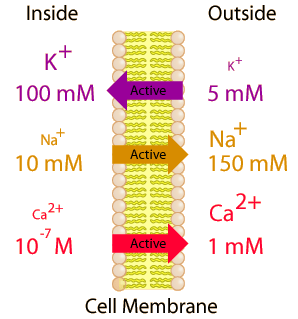 Inside Outside
K⁺ K⁺
100 mM Active 5 mM
Na⁺ Na⁺
10 mM Active 150 mM
Ca²⁺ Ca²⁺
10⁻⁷ M Active 1 mM
Cell Membrane